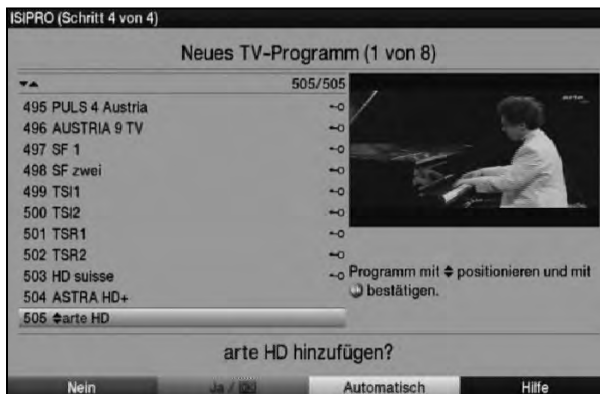 ISIPRO (Schritt 4 von 4)
Neues TV-Programm (1 von 8)
505/505
495 PULS 4 Austria
496 AUSTRIA 9 TV
497 SF 1
498 SF zwei
499 TSI1
500 TSI2
501 TSR1
502 TSR2
503 HD suisse
504 ASTRA HD+
505 arte HD
arte
Programm mit positionieren und mit
bestätigen.
arte HD hinzufügen?
Nein Ja / Automatisch Hilfe